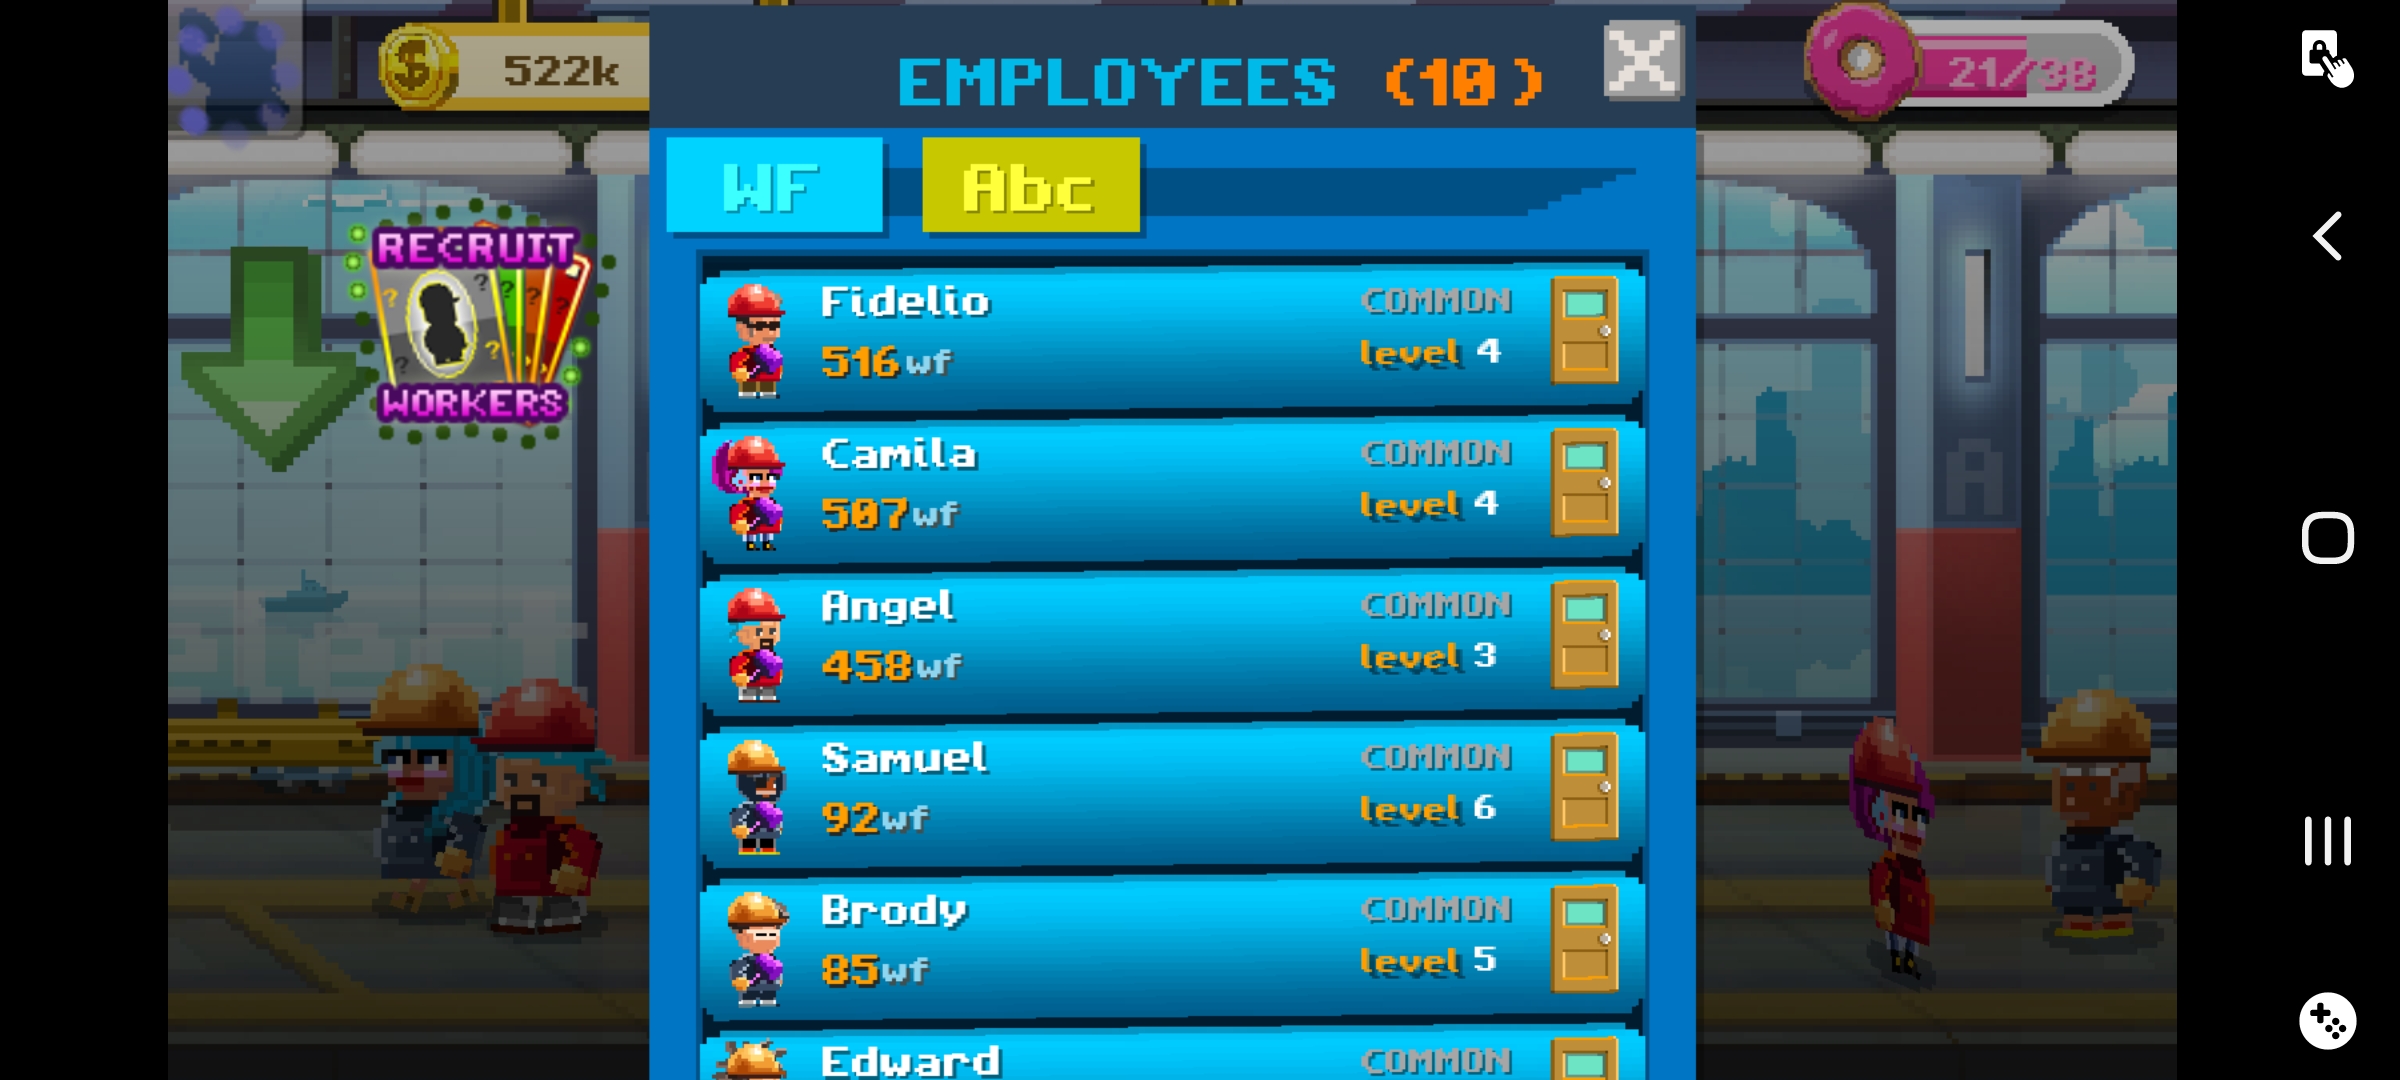 522k
EMPLOYEES (10)
21/30
WF
Abc
RECRUIT
WORKERS
Fidelio
COMMON
516wf
level 4
Camila
COMMON
507wf
level 4
Angel
COMMON
458wf
level 3
Samuel
COMMON
92wf
level 6
Brody
COMMON
85wf
level 5
Edward
COMMON
A